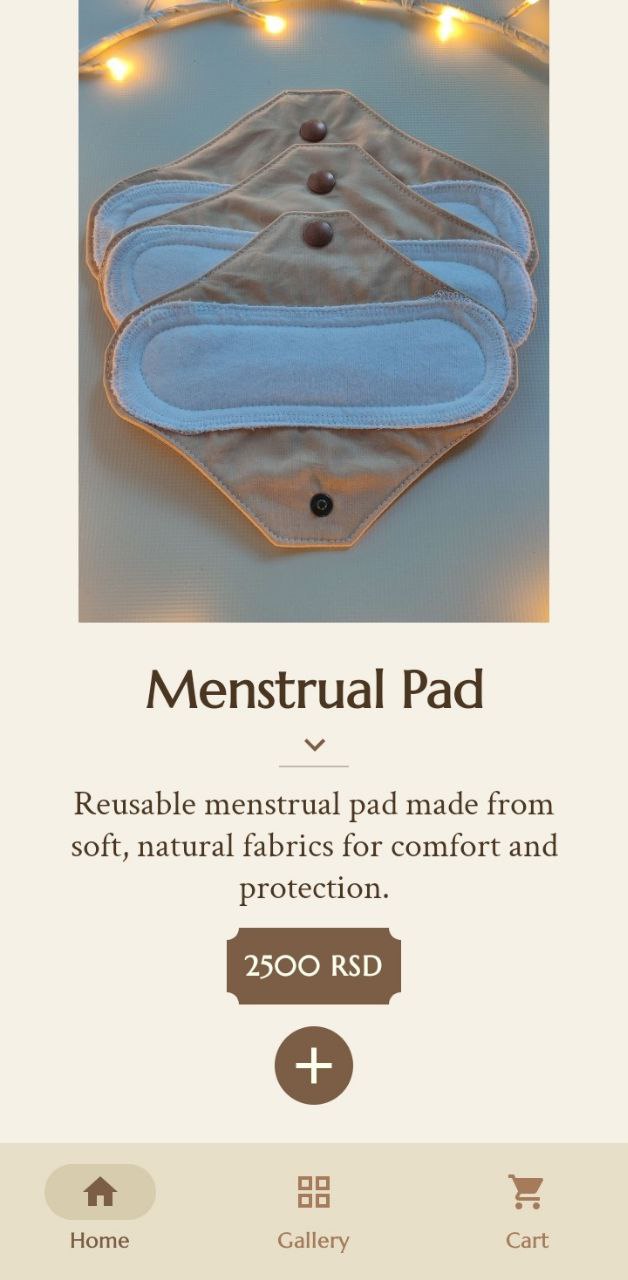 Menstrual Pad
Reusable menstrual pad made from
soft, natural fabrics for comfort and
protection.
2500 RSD
Home
Gallery
Cart